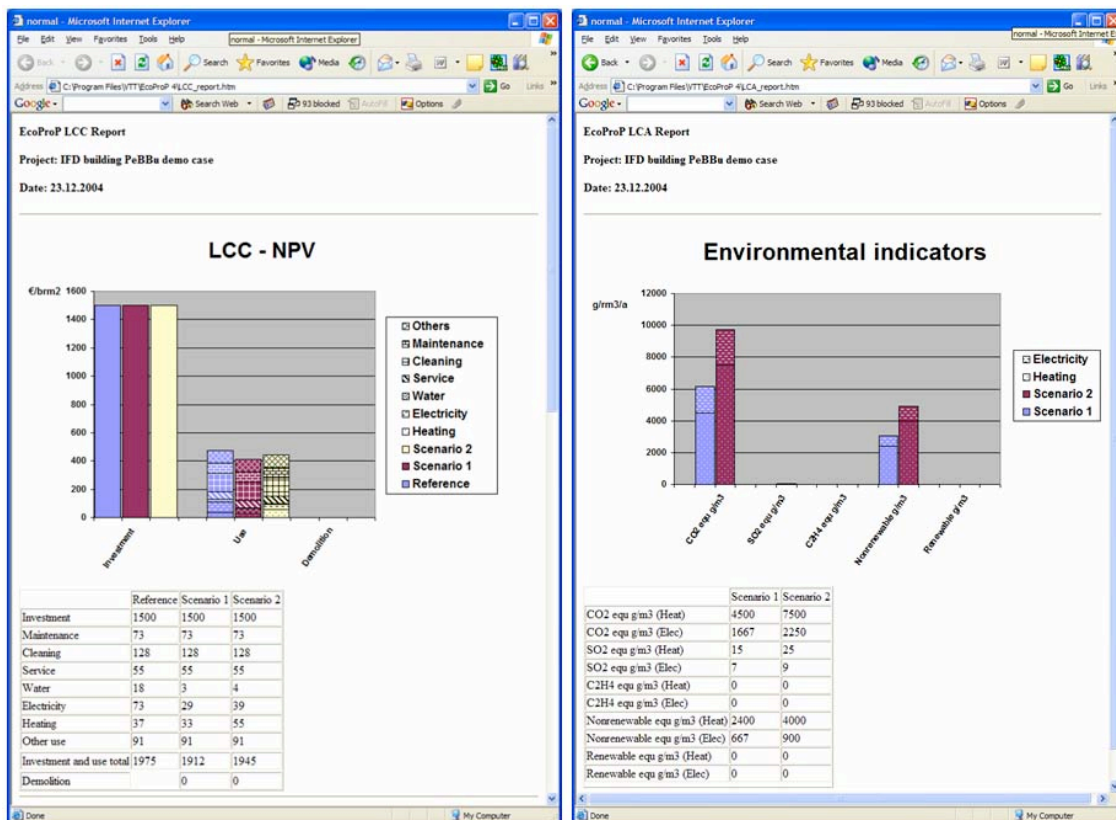 normal - Microsoft Internet Explorer
File Edit View Favorites Tools Help
normal - Microsoft Internet Explorer
Back Search Favorites Media
Address C:\Program Files\VTT\EcoProP 4\LCC_report.htm Go Links
Google - Search Web 93 blocked AutoFill Options
EcoProP LCC Report
Project: IFD building PeBBu demo case
Date: 23.12.2004
LCC - NPV
€/brm2
1600
1400
1200
1000
800
600
400
200
0
Investment
Use
Demolition
Others
Maintenance
Cleaning
Service
Water
Electricity
Heating
Scenario 2
Scenario 1
Reference
Reference Scenario 1 Scenario 2
Investment 1500 1500 1500
Maintenance 73 73 73
Cleaning 128 128 128
Service 55 55 55
Water 18 3 4
Electricity 73 29 39
Heating 37 33 55
Other use 91 91 91
Investment and use total 1975 1912 1945
Demolition 0 0
Done My Computer
normal - Microsoft Internet Explorer
normal - Microsoft Internet Ex
File Edit View Favorites Tools Help
Back Search Favorites Media
Address C:\Program Files\VTT\EcoProP 4\LCA_report.htm Go Links
Google - Search Web 93 blocked AutoFill Options
EcoProP LCA Report
Project: IFD building PeBBu demo case
Date: 23.12.2004
Environmental indicators
g/rm3/a
12000
10000
8000
6000
4000
2000
0
CO2 equ g/m3
SO2 equ g/m3
C2H4 equ g/m3
Nonrenewable g/m3
Renewable g/m3
Electricity
Heating
Scenario 2
Scenario 1
Scenario 1 Scenario 2
CO2 equ g/m3 (Heat) 4500 7500
CO2 equ g/m3 (Elec) 1667 2250
SO2 equ g/m3 (Heat) 15 25
SO2 equ g/m3 (Elec) 7 9
C2H4 equ g/m3 (Heat) 0 0
C2H4 equ g/m3 (Elec) 0 0
Nonrenewable equ g/m3 (Heat) 2400 4000
Nonrenewable equ g/m3 (Elec) 667 900
Renewable equ g/m3 (Heat) 0 0
Renewable equ g/m3 (Elec) 0 0
Done My Computer